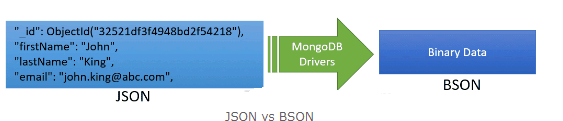 "_id": ObjectId("32521df3f4948bd2f54218"),
"firstName": "John",
"lastName": "King",
"email": "john.king@abc.com",
JSON
MongoDB
Drivers
Binary Data
BSON
JSON vs BSON